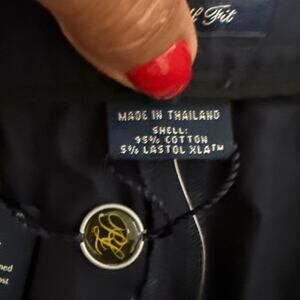 Fit
MADE IN THAILAND
SHELL:
95% COTTON
5% LASTOL XLA™